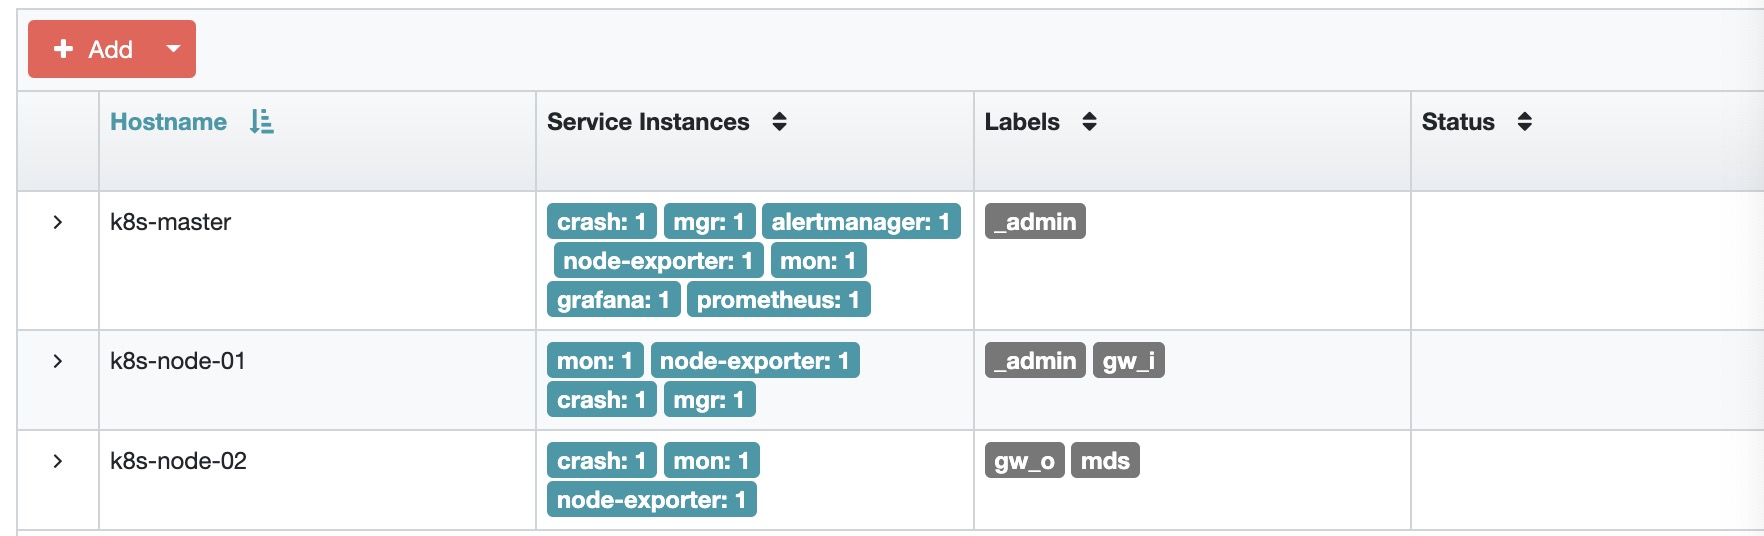 Add
Hostname Service Instances Labels Status
k8s-master crash: 1 mgr: 1 alertmanager: 1 _admin
node-exporter: 1 mon: 1
grafana: 1 prometheus: 1
k8s-node-01 mon: 1 node-exporter: 1 _admin gw_i
crash: 1 mgr: 1
k8s-node-02 crash: 1 mon: 1 gw_o mds
node-exporter: 1